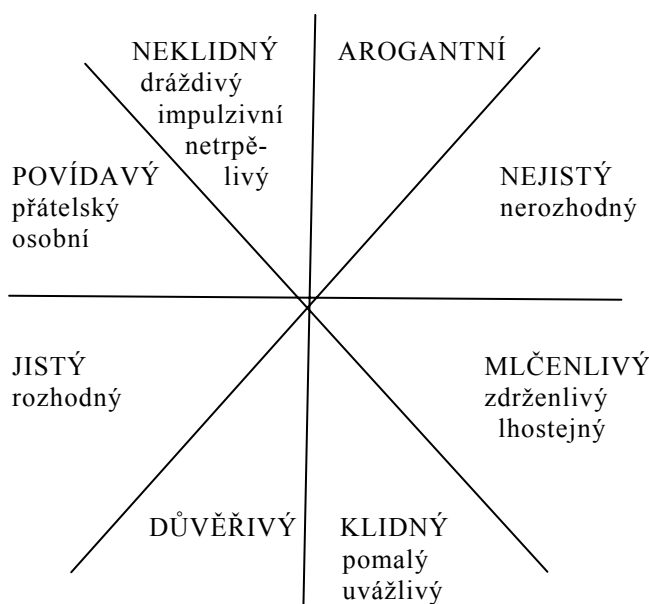 NEKLIDNÝ
dráždivý
impulzivní
netrpě-
livý
AROGANTNÍ
POVÍDAVÝ
přátelský
osobní
NEJISTÝ
nerozhodný
JISTÝ
rozhodný
MLČENLIVÝ
zdrženlivý
lhostejný
DŮVĚŘIVÝ
KLIDNÝ
pomalý
uvážlivý